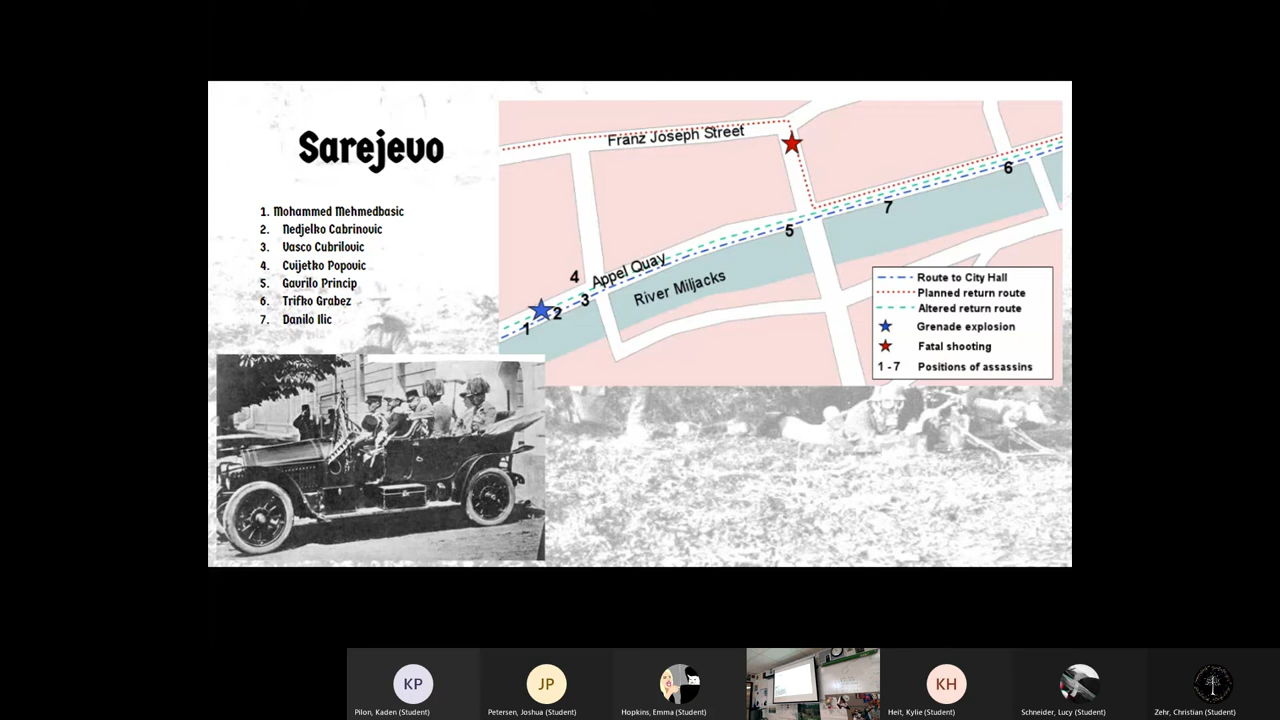 Sarejevo
1. Mohammed Mehmedbasic
2. Nedjelko Cabrinovic
3. Vasco Cubrilovic
4. Cvijetko Popovic
5. Gavrilo Princip
6. Trifko Grabez
7. Danilo Ilic
Franz Joseph Street
6
7
5
4
Appel Quay
3
River Miljacks
2
1
Route to City Hall
Planned return route
Altered return route
Grenade explosion
Fatal shooting
1 - 7 Positions of assassins
KP
JP
KH
Pilon, Kaden (Student)
Petersen, Joshua (Student)
Hopkins, Emma (Student)
Heit, Kylie (Student)
Schneider, Lucy (Student)
Zehr, Christian (Student)